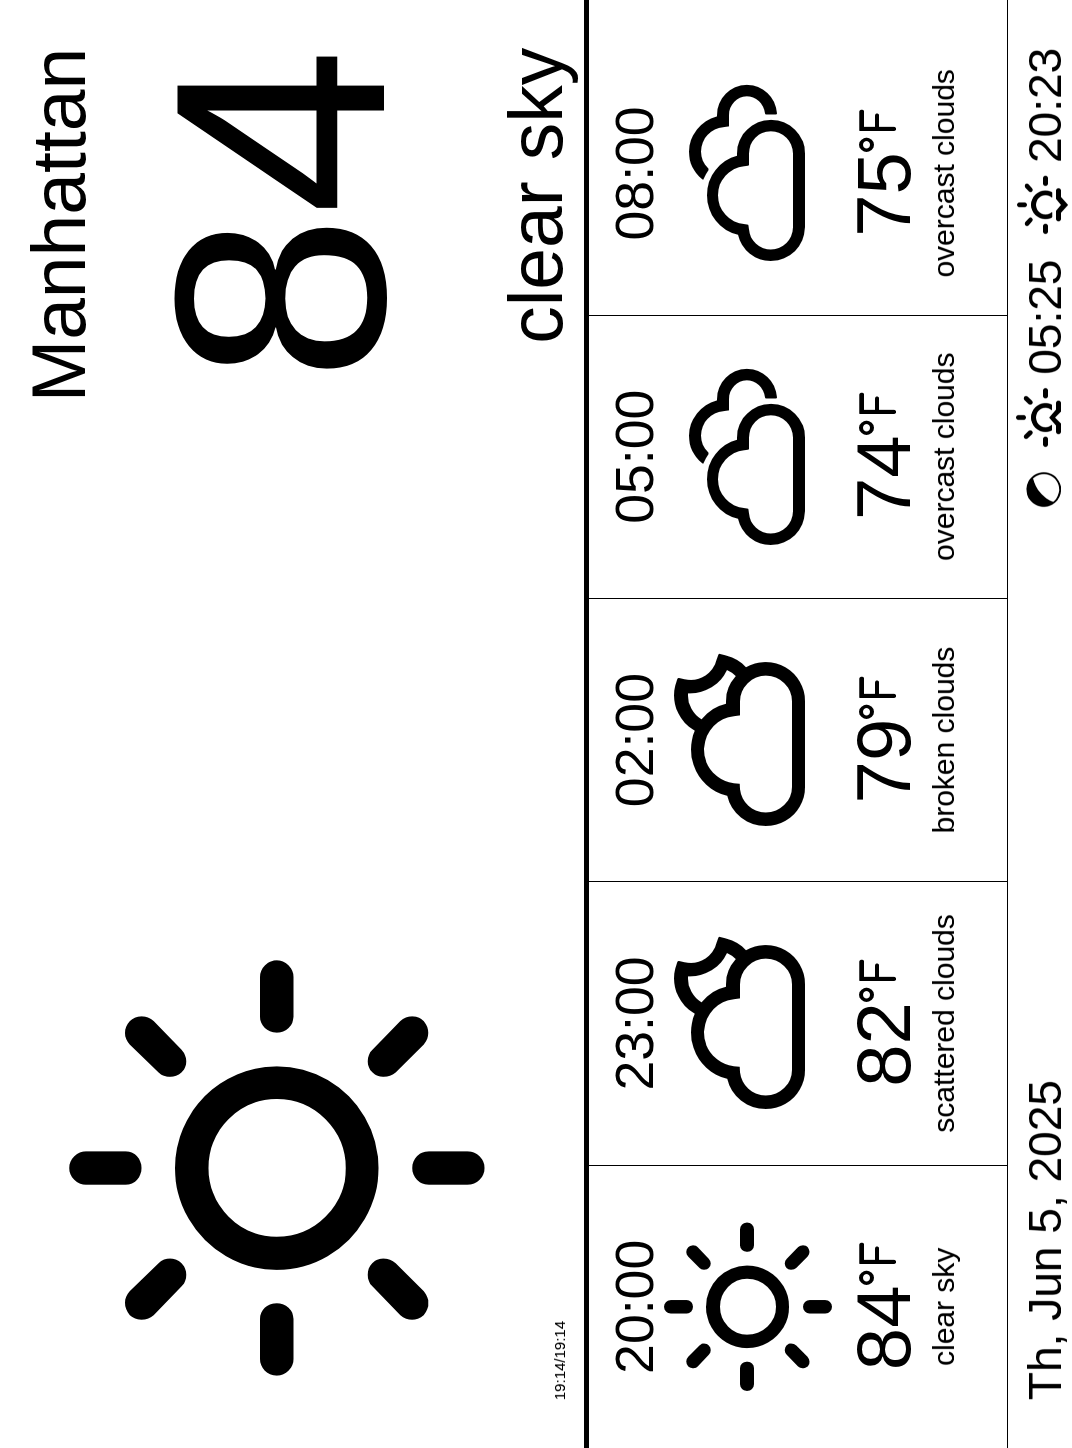 Manhattan
84
clear sky
19:14/19:14
20:00 23:00 02:00 05:00 08:00
84°F 82°F 79°F 74°F 75°F
clear sky scattered clouds broken clouds overcast clouds overcast clouds
Th, Jun 5, 2025 05:25 20:23